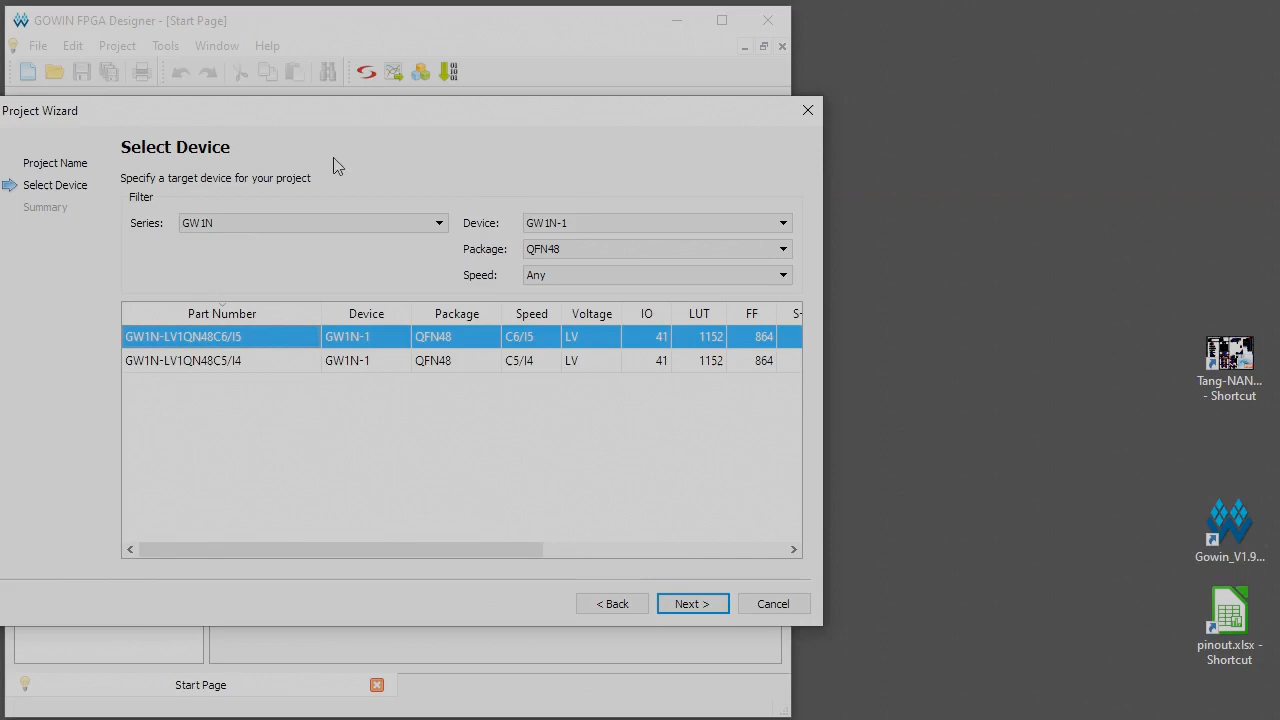 GOWIN FPGA Designer - [Start Page]
File Edit Project Tools Window Help
Project Wizard
Select Device
Project Name
Select Device
Summary
Specify a target device for your project
Filter
Series: GW1N
Device: GW1N-1
Package: QFN48
Speed: Any
Part Number Device Package Speed Voltage IO LUT FF S-
GW1N-LV1QN48C6/I5 GW1N-1 QFN48 C6/I5 LV 41 1152 864
GW1N-LV1QN48C5/I4 GW1N-1 QFN48 C5/I4 LV 41 1152 864
< Back Next > Cancel
Start Page
Tang-NAN...
- Shortcut
Gowin_V1.9...
pinout.xlsx -
Shortcut